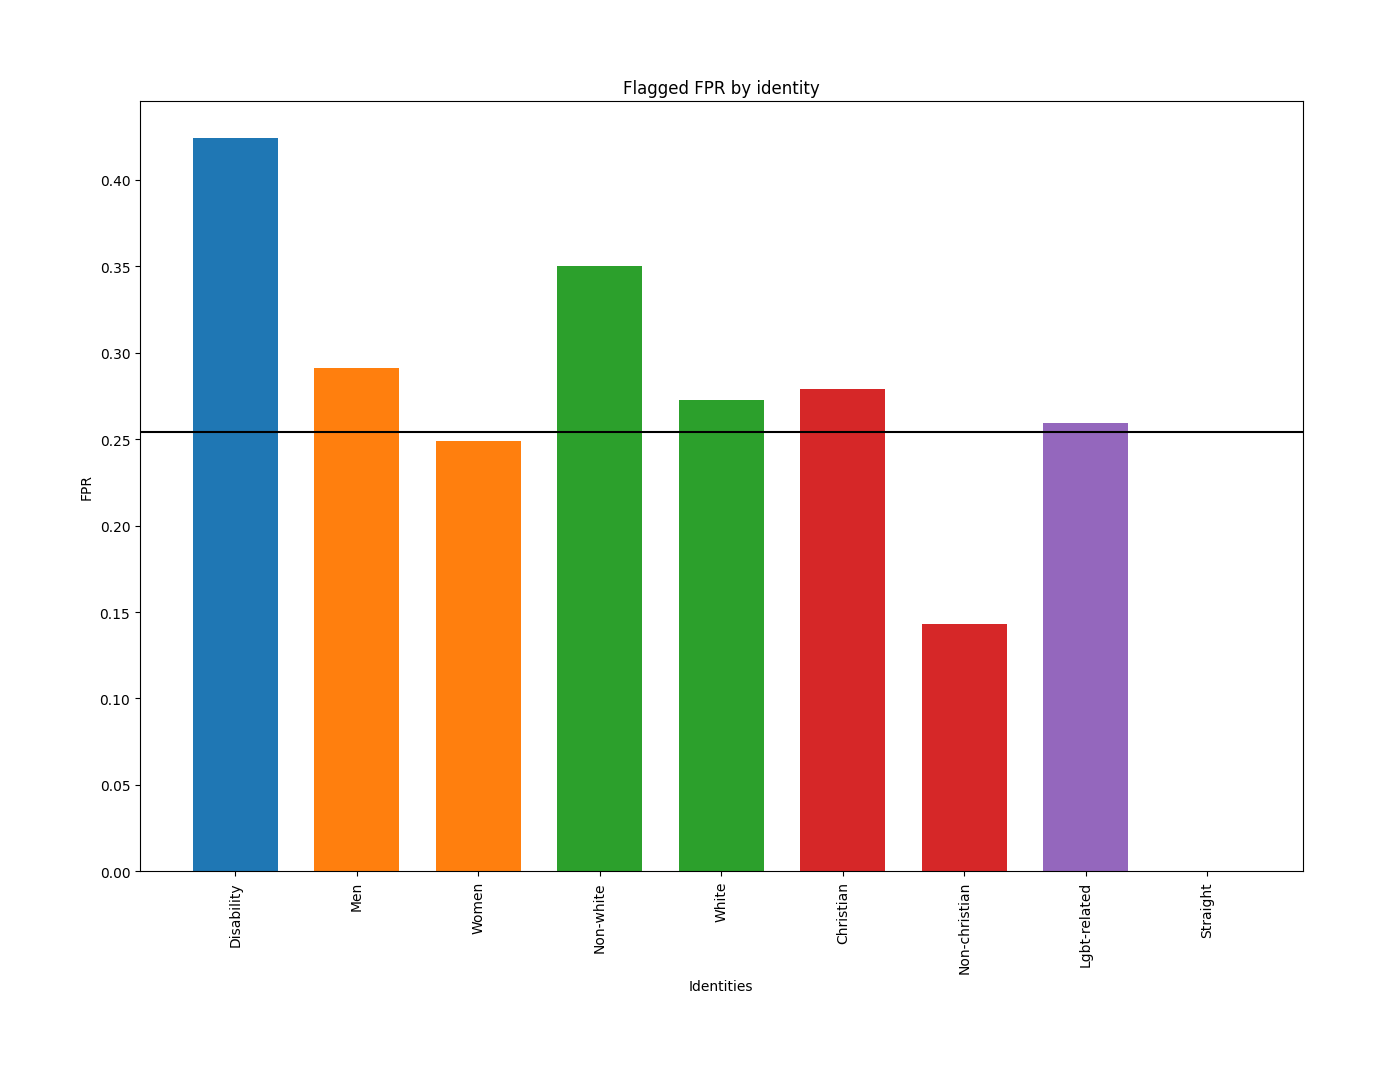 Flagged FPR by identity
0.40
0.35
0.30
0.25
0.20
0.15
0.10
0.05
0.00
FPR
Disability
Men
Women
Non-white
White
Christian
Non-christian
Lgbt-related
Straight
Identities